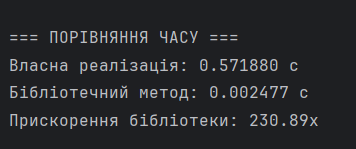 === ПОРІВНЯННЯ ЧАСУ ===
Власна реалізація: 0.571880 с
Бібліотечний метод: 0.002477 с
Прискорення бібліотеки: 230.89x